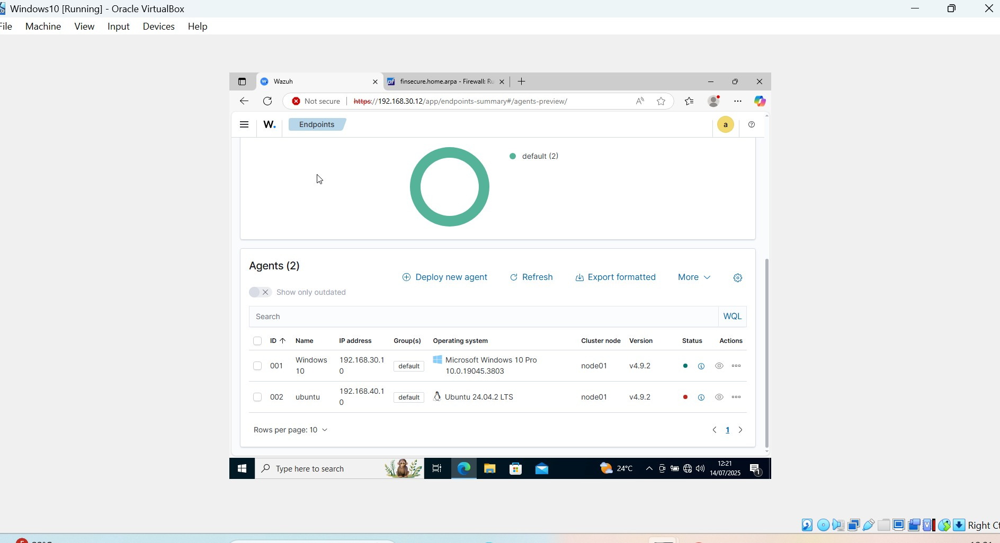 Windows10 [Running] - Oracle VirtualBox
File Machine View Input Devices Help
Wazuh
finsecure.home.arpa - Firewall: Ru
Not secure https://192.168.30.12/app/endpoints-summary#/agents-preview/
W. Endpoints a
default (2)
Agents (2)
Deploy new agent Refresh Export formatted More
Show only outdated
Search WQL
ID Name IP address Group(s) Operating system Cluster node Version Status Actions
001 Windows 10 192.168.30.10 default Microsoft Windows 10 Pro 10.0.19045.3803 node01 v4.9.2
002 ubuntu 192.168.40.10 default Ubuntu 24.04.2 LTS node01 v4.9.2
Rows per page: 10 1
Type here to search 24°C 12:21
14/07/2025 1
Right Ct